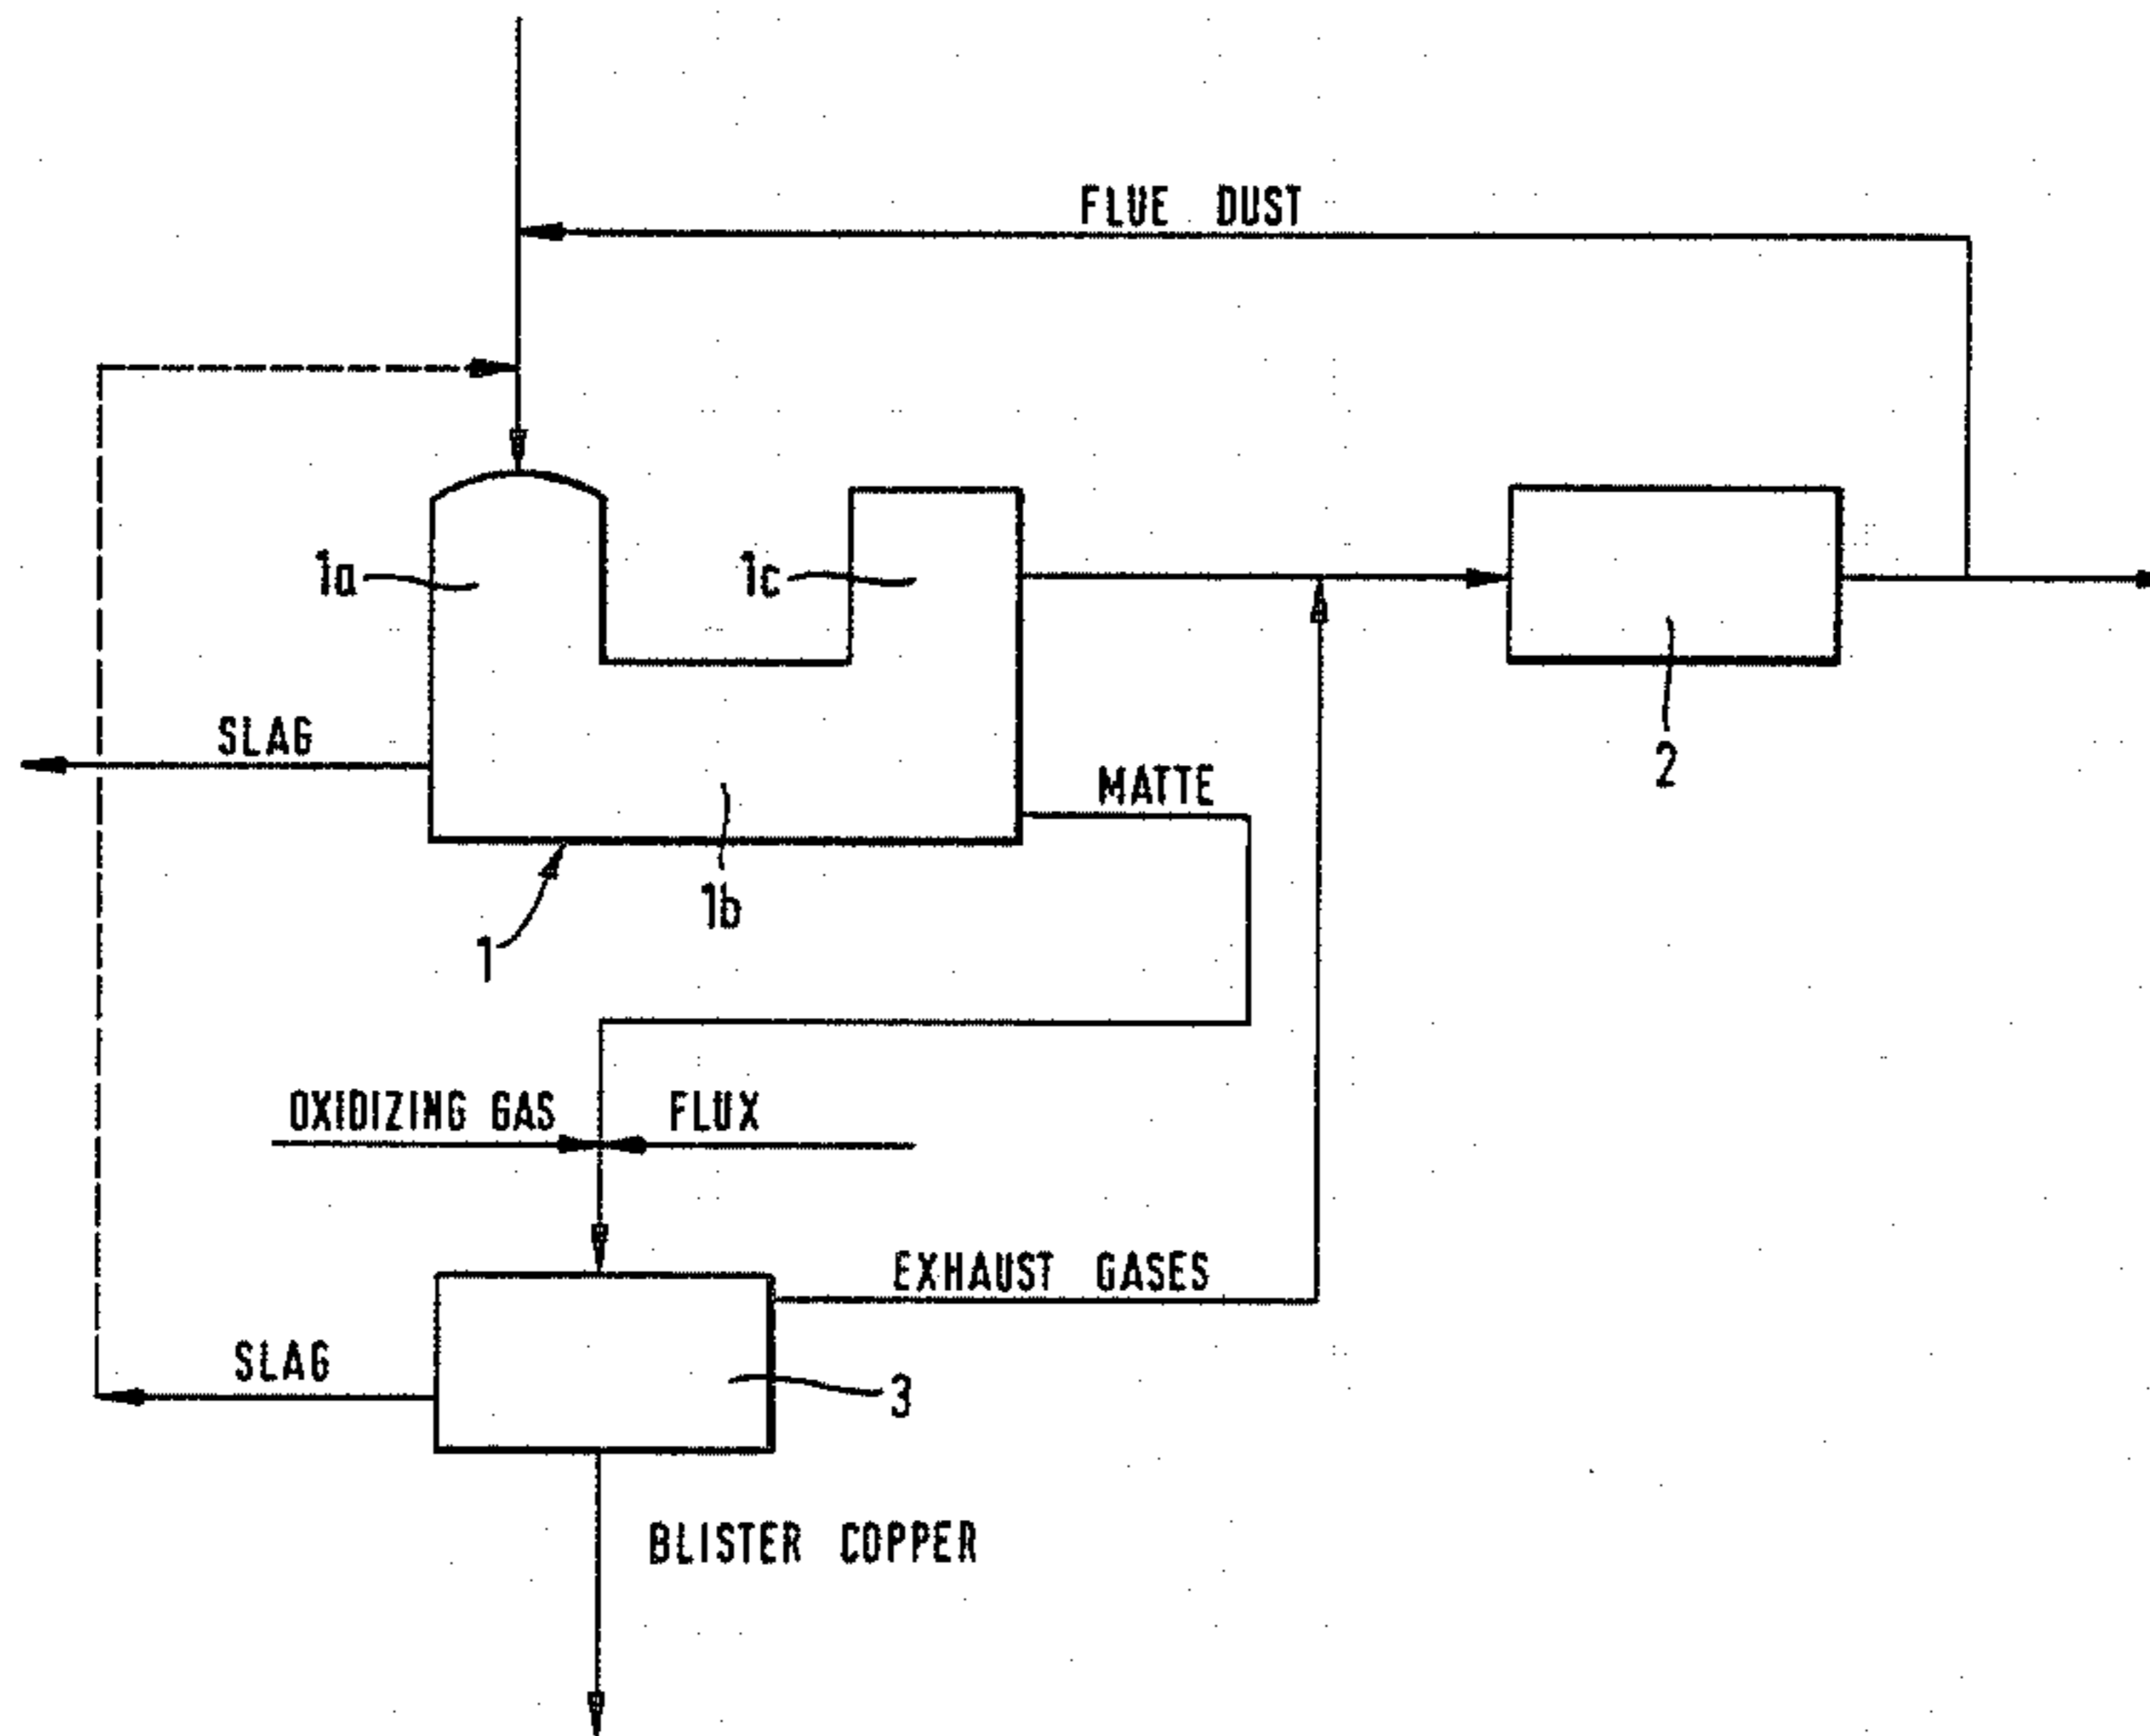 FLUE DUST
1a
1c
SLAG
2
MATTE
1b
1
OXIDIZING GAS
FLUX
EXHAUST GASES
SLAG
3
BLISTER COPPER